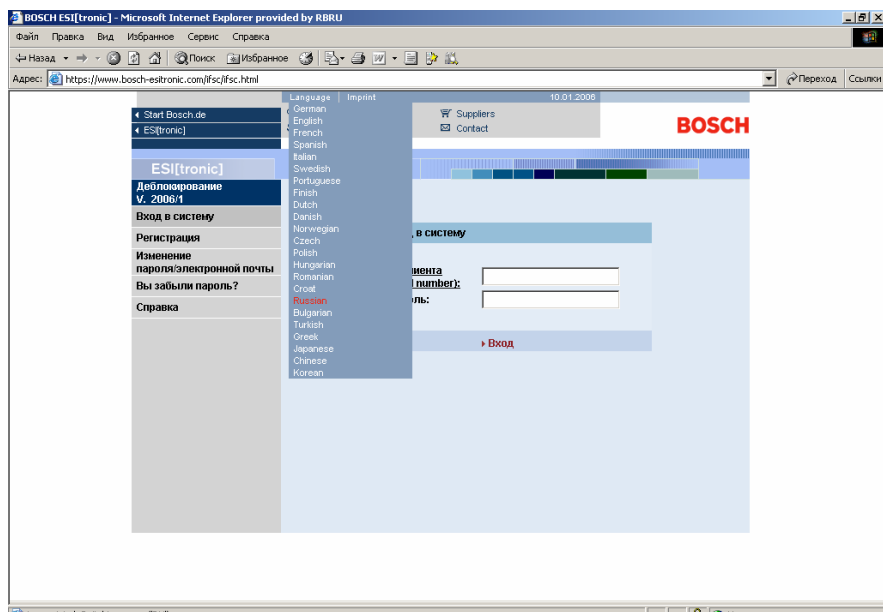 BOSCH ESI[tronic] - Microsoft Internet Explorer provided by RBRU
Файл Правка Вид Избранное Сервис Справка
Назад Поиск Избранное
Адрес: https://www.bosch-esitronic.com/ifsc/ifsc.html Переход Ссылки
Language Imprint 10.01.2006
Start Bosch.de
ESI[tronic]
Suppliers
Contact
BOSCH
ESI[tronic]
Деблокирование
V. 2006/1
Вход в систему
Регистрация
Изменение
пароля/электронной почты
Вы забыли пароль?
Справка
German
English
French
Spanish
Italian
Swedish
Portuguese
Finish
Dutch
Danish
Norwegian
Czech
Polish
Hungarian
Romanian
Croat
Russian
Bulgarian
Turkish
Greek
Japanese
Chinese
Korean
в систему
number):
Вход